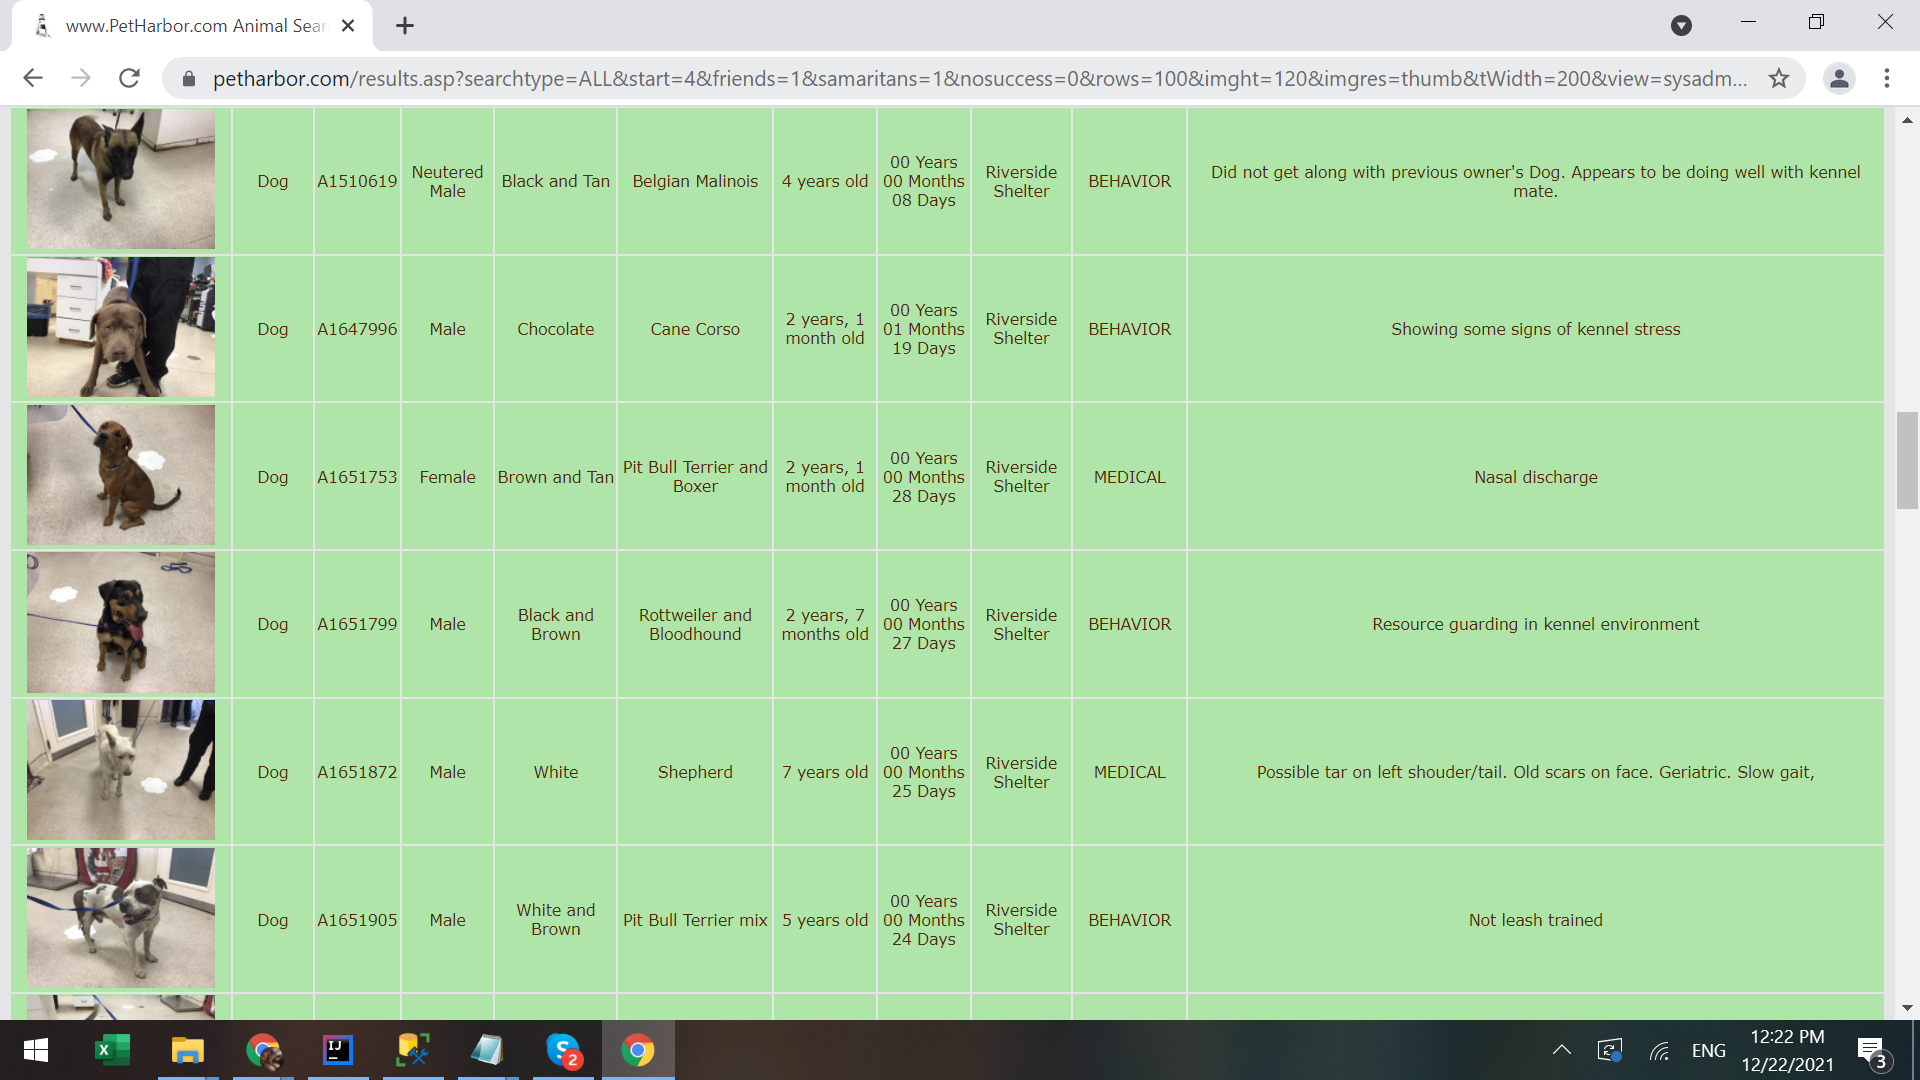 www.PetHarbor.com Animal Sear
petharbor.com/results.asp?searchtype=ALL&start=4&friends=1&samaritans=1&nosuccess=0&rows=100&imght=120&imgres=thumb&tWidth=200&view=sysadm...
Dog A1510619 Neutered Male Black and Tan Belgian Malinois 4 years old 00 Years 00 Months 08 Days Riverside Shelter BEHAVIOR Did not get along with previous owner's Dog. Appears to be doing well with kennel mate.
Dog A1647996 Male Chocolate Cane Corso 2 years, 1 month old 00 Years 01 Months 19 Days Riverside Shelter BEHAVIOR Showing some signs of kennel stress
Dog A1651753 Female Brown and Tan Pit Bull Terrier and Boxer 2 years, 1 month old 00 Years 00 Months 28 Days Riverside Shelter MEDICAL Nasal discharge
Dog A1651799 Male Black and Brown Rottweiler and Bloodhound 2 years, 7 months old 00 Years 00 Months 27 Days Riverside Shelter BEHAVIOR Resource guarding in kennel environment
Dog A1651872 Male White Shepherd 7 years old 00 Years 00 Months 25 Days Riverside Shelter MEDICAL Possible tar on left shouder/tail. Old scars on face. Geriatric. Slow gait,
Dog A1651905 Male White and Brown Pit Bull Terrier mix 5 years old 00 Years 00 Months 24 Days Riverside Shelter BEHAVIOR Not leash trained
X IJ S 2 ENG 12:22 PM 3
12/22/2021